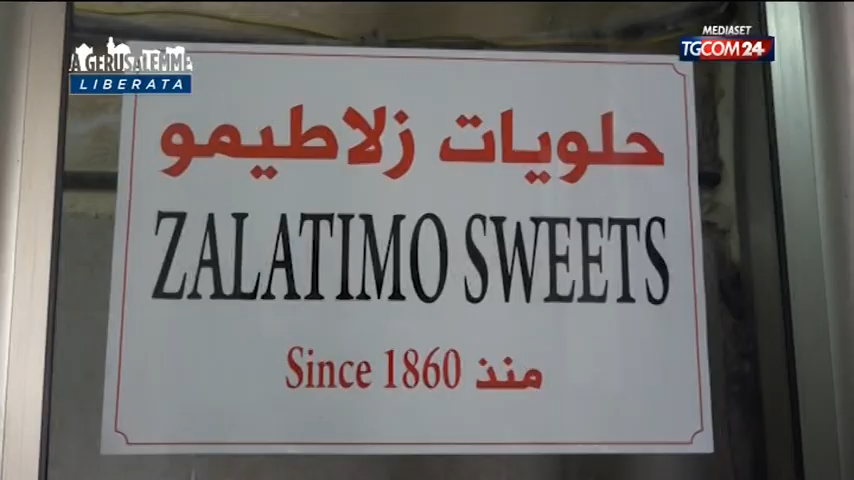 A GERUSALEMME
LIBERATA
MEDIASET
TGCOM24
حلويات زلاطيمو
ZALATIMO SWEETS
Since 1860 منذ